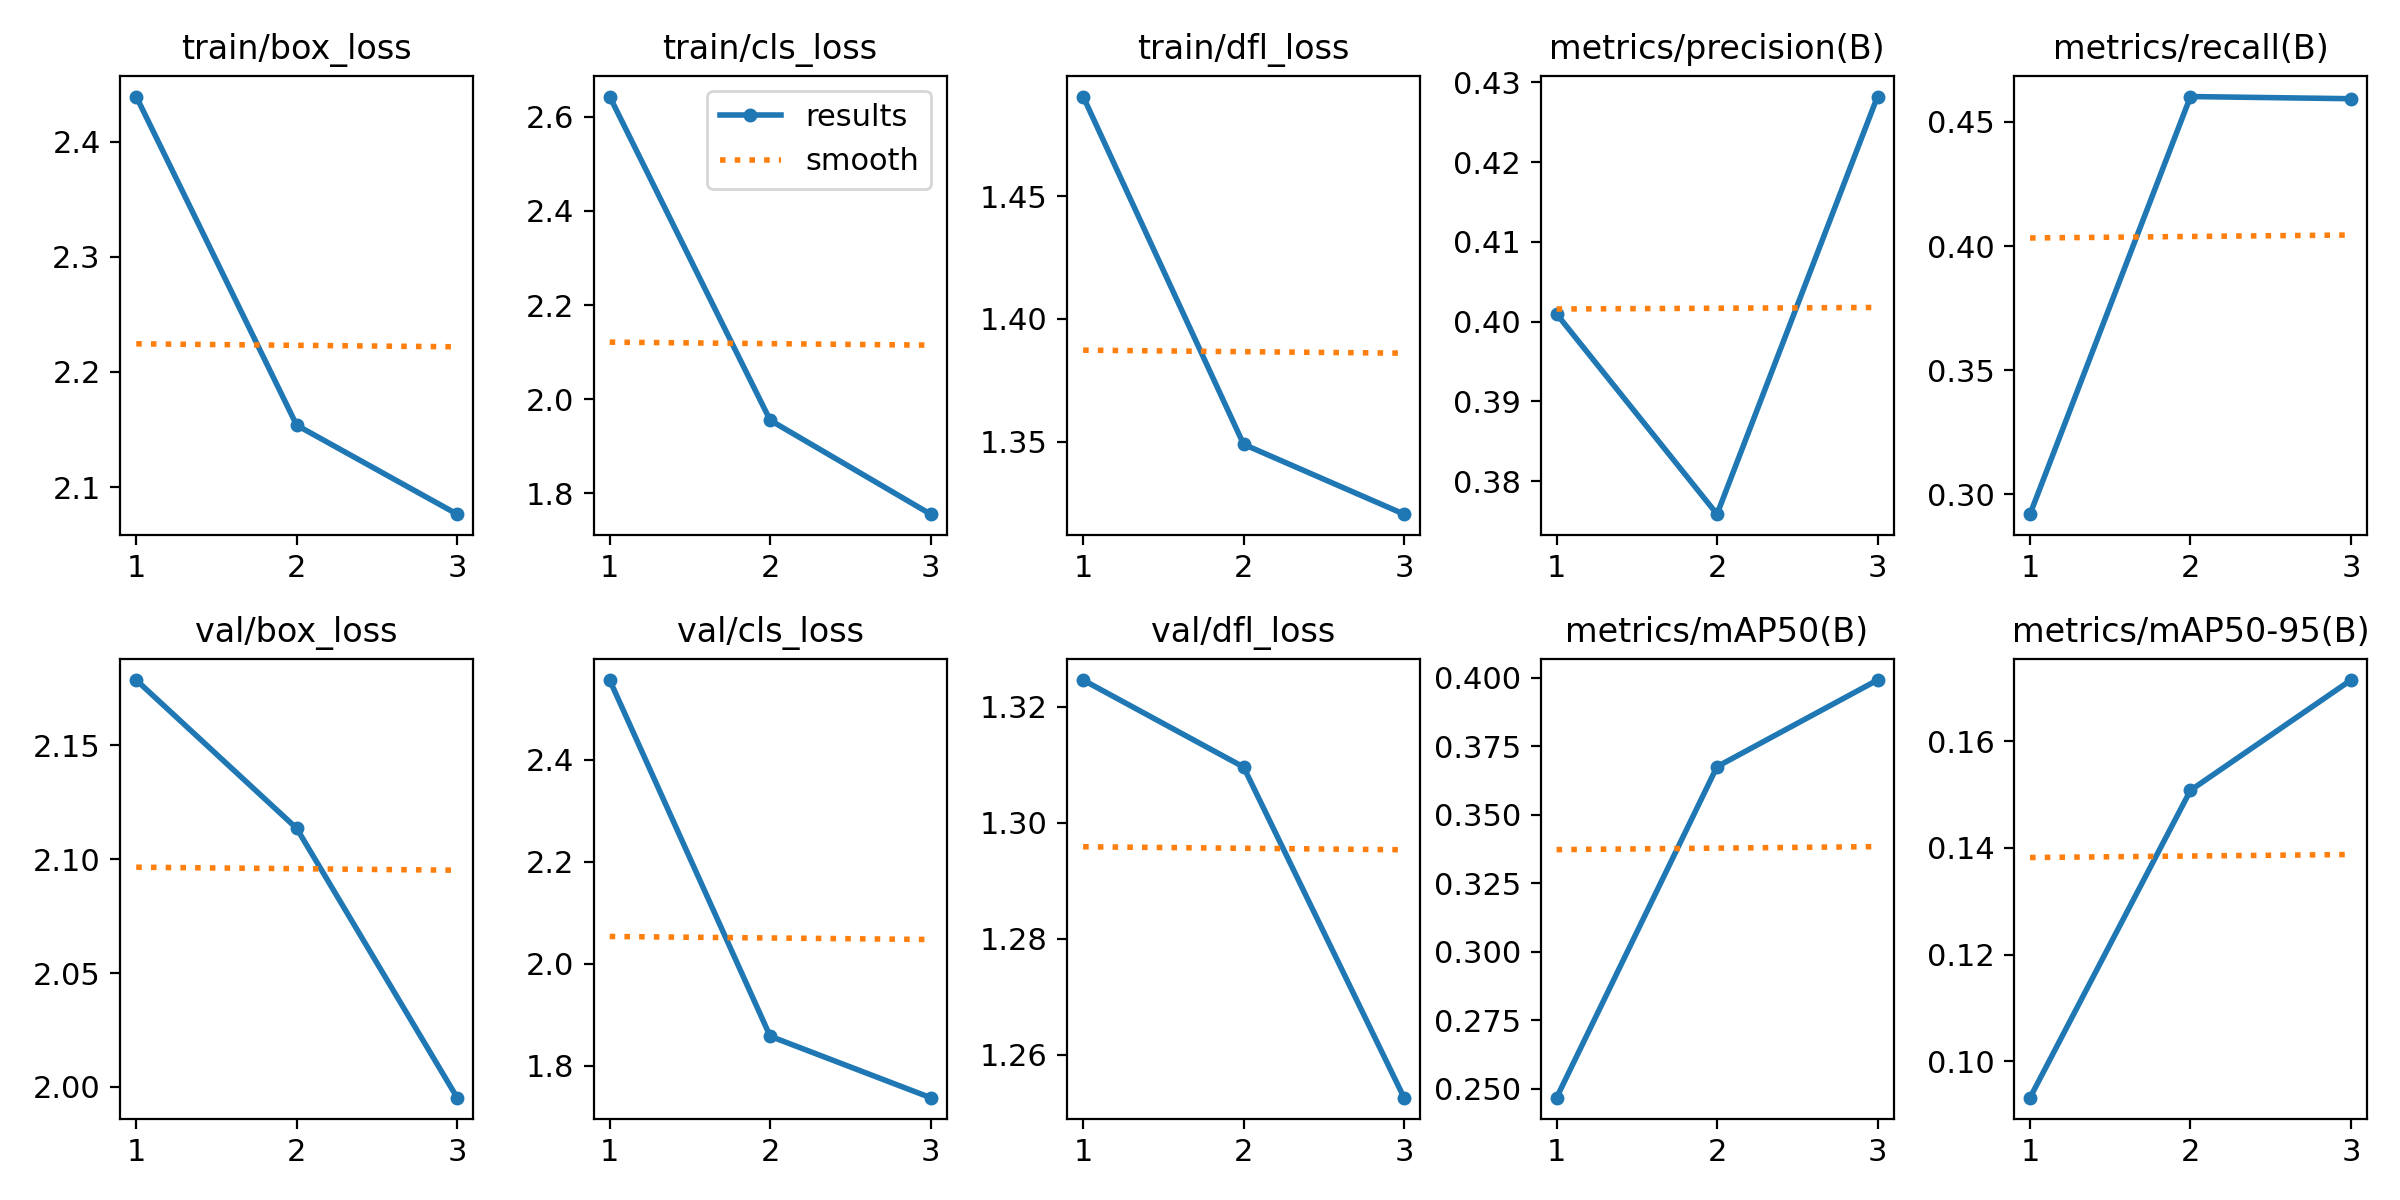 train/box_loss
train/cls_loss
train/dfl_loss
metrics/precision(B)
metrics/recall(B)
2.4
2.3
2.2
2.1
1 2 3
results
smooth
2.6
2.4
2.2
2.0
1.8
1 2 3
1.45
1.40
1.35
1 2 3
0.43
0.42
0.41
0.40
0.39
0.38
1 2 3
0.45
0.40
0.35
0.30
1 2 3
val/box_loss
val/cls_loss
val/dfl_loss
metrics/mAP50(B)
metrics/mAP50-95(B)
2.15
2.10
2.05
2.00
1 2 3
2.4
2.2
2.0
1.8
1 2 3
1.32
1.30
1.28
1.26
1 2 3
0.400
0.375
0.350
0.325
0.300
0.275
0.250
1 2 3
0.16
0.14
0.12
0.10
1 2 3